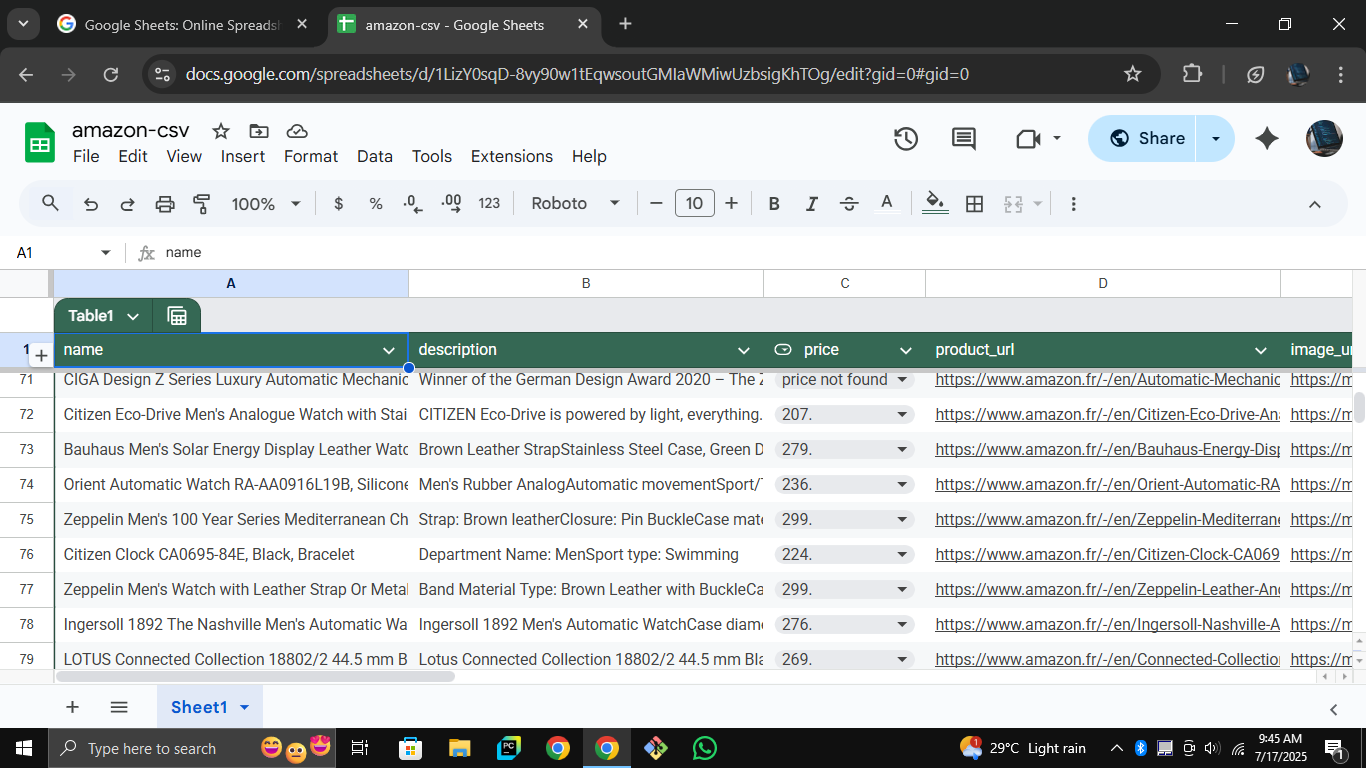 Google Sheets: Online Spreadsh
amazon-csv - Google Sheets
docs.google.com/spreadsheets/d/1LizY0sqD-8vy90w1tEqwsoutGMIaWMiwUzbsigKhTOg/edit?gid=0#gid=0
amazon-csv
File Edit View Insert Format Data Tools Extensions Help
Share
100% $ % .0 .00 123 Roboto 10 B I S A
A1 fx name
A B C D
Table1
1 name description price product_url image_ur
71 CIGA Design Z Series Luxury Automatic Mechanic Winner of the German Design Award 2020 – The Z price not found https://www.amazon.fr/-/en/Automatic-Mechanic https://m
72 Citizen Eco-Drive Men's Analogue Watch with Stai CITIZEN Eco-Drive is powered by light, everything. 207. https://www.amazon.fr/-/en/Citizen-Eco-Drive-An https://m
73 Bauhaus Men's Solar Energy Display Leather Watc Brown Leather StrapStainless Steel Case, Green D 279. https://www.amazon.fr/-/en/Bauhaus-Energy-Disp https://m
74 Orient Automatic Watch RA-AA0916L19B, Silicone Men's Rubber AnalogAutomatic movementSport/T 236. https://www.amazon.fr/-/en/Orient-Automatic-RA https://m
75 Zeppelin Men's 100 Year Series Mediterranean Ch Strap: Brown leatherClosure: Pin BuckleCase mate 299. https://www.amazon.fr/-/en/Zeppelin-Mediterrane https://m
76 Citizen Clock CA0695-84E, Black, Bracelet Department Name: MenSport type: Swimming 224. https://www.amazon.fr/-/en/Citizen-Clock-CA069 https://m
77 Zeppelin Men's Watch with Leather Strap Or Metal Band Material Type: Brown Leather with BuckleCa 299. https://www.amazon.fr/-/en/Zeppelin-Leather-An https://m
78 Ingersoll 1892 The Nashville Men's Automatic Wa Ingersoll 1892 Men's Automatic WatchCase diam 276. https://www.amazon.fr/-/en/Ingersoll-Nashville-A https://m
79 LOTUS Connected Collection 18802/2 44.5 mm B Lotus Connected Collection 18802/2 44.5 mm Bla 269. https://www.amazon.fr/-/en/Connected-Collection https://m
Sheet1
Type here to search
29°C Light rain
9:45 AM
7/17/2025